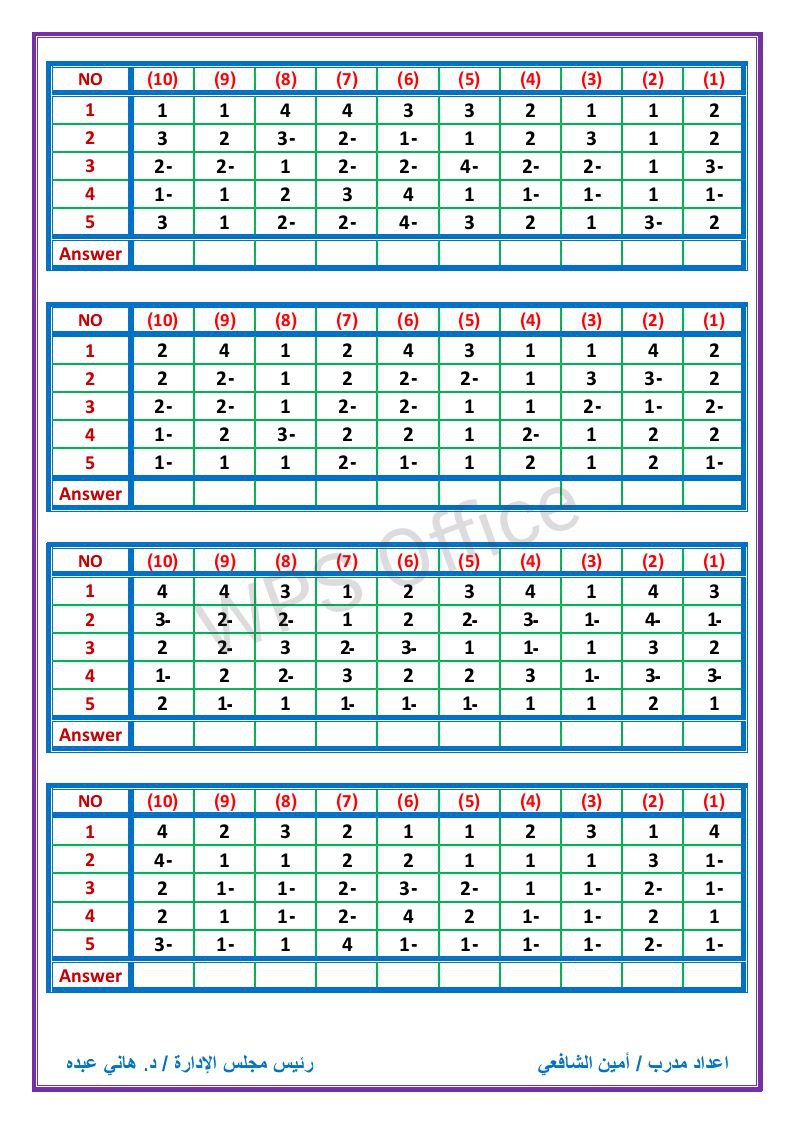 NO (10) (9) (8) (7) (6) (5) (4) (3) (2) (1)
1 1 1 4 4 3 3 2 1 1 2
2 3 2 3- 2- 1- 1 2 3 1 2
3 2- 2- 1 2- 2- 4- 2- 2- 1 3-
4 1- 1 2 3 4 1 1- 1- 1 1-
5 3 1 2- 2- 4- 3 2 1 3- 2
Answer
NO (10) (9) (8) (7) (6) (5) (4) (3) (2) (1)
1 2 4 1 2 4 3 1 1 4 2
2 2 2- 1 2 2- 2- 1 3 3- 2
3 2- 2- 1 2- 2- 1 1 2- 1- 2-
4 1- 2 3- 2 2 1 2- 1 2 2
5 1- 1 1 2- 1- 1 2 1 2 1-
Answer
WPS Office
NO (10) (9) (8) (7) (6) (5) (4) (3) (2) (1)
1 4 4 3 1 2 3 4 1 4 3
2 3- 2- 2- 1 2 2- 3- 1- 4- 1-
3 2 2- 3 2- 3- 1 1- 1 3 2
4 1- 2 2- 3 2 2 3 1- 3- 3-
5 2 1- 1 1- 1- 1- 1 1 2 1
Answer
NO (10) (9) (8) (7) (6) (5) (4) (3) (2) (1)
1 4 2 3 2 1 1 2 3 1 4
2 4- 1 1 2 2 1 1 1 3 1-
3 2 1- 1- 2- 3- 2- 1 1- 2- 1-
4 2 1 1- 2- 4 2 1- 1- 2 1
5 3- 1- 1 4 1- 1- 1- 1- 2- 1-
Answer
اعداد مدرب / أمين الشافعي رئيس مجلس الإدارة / د. هاني عبده